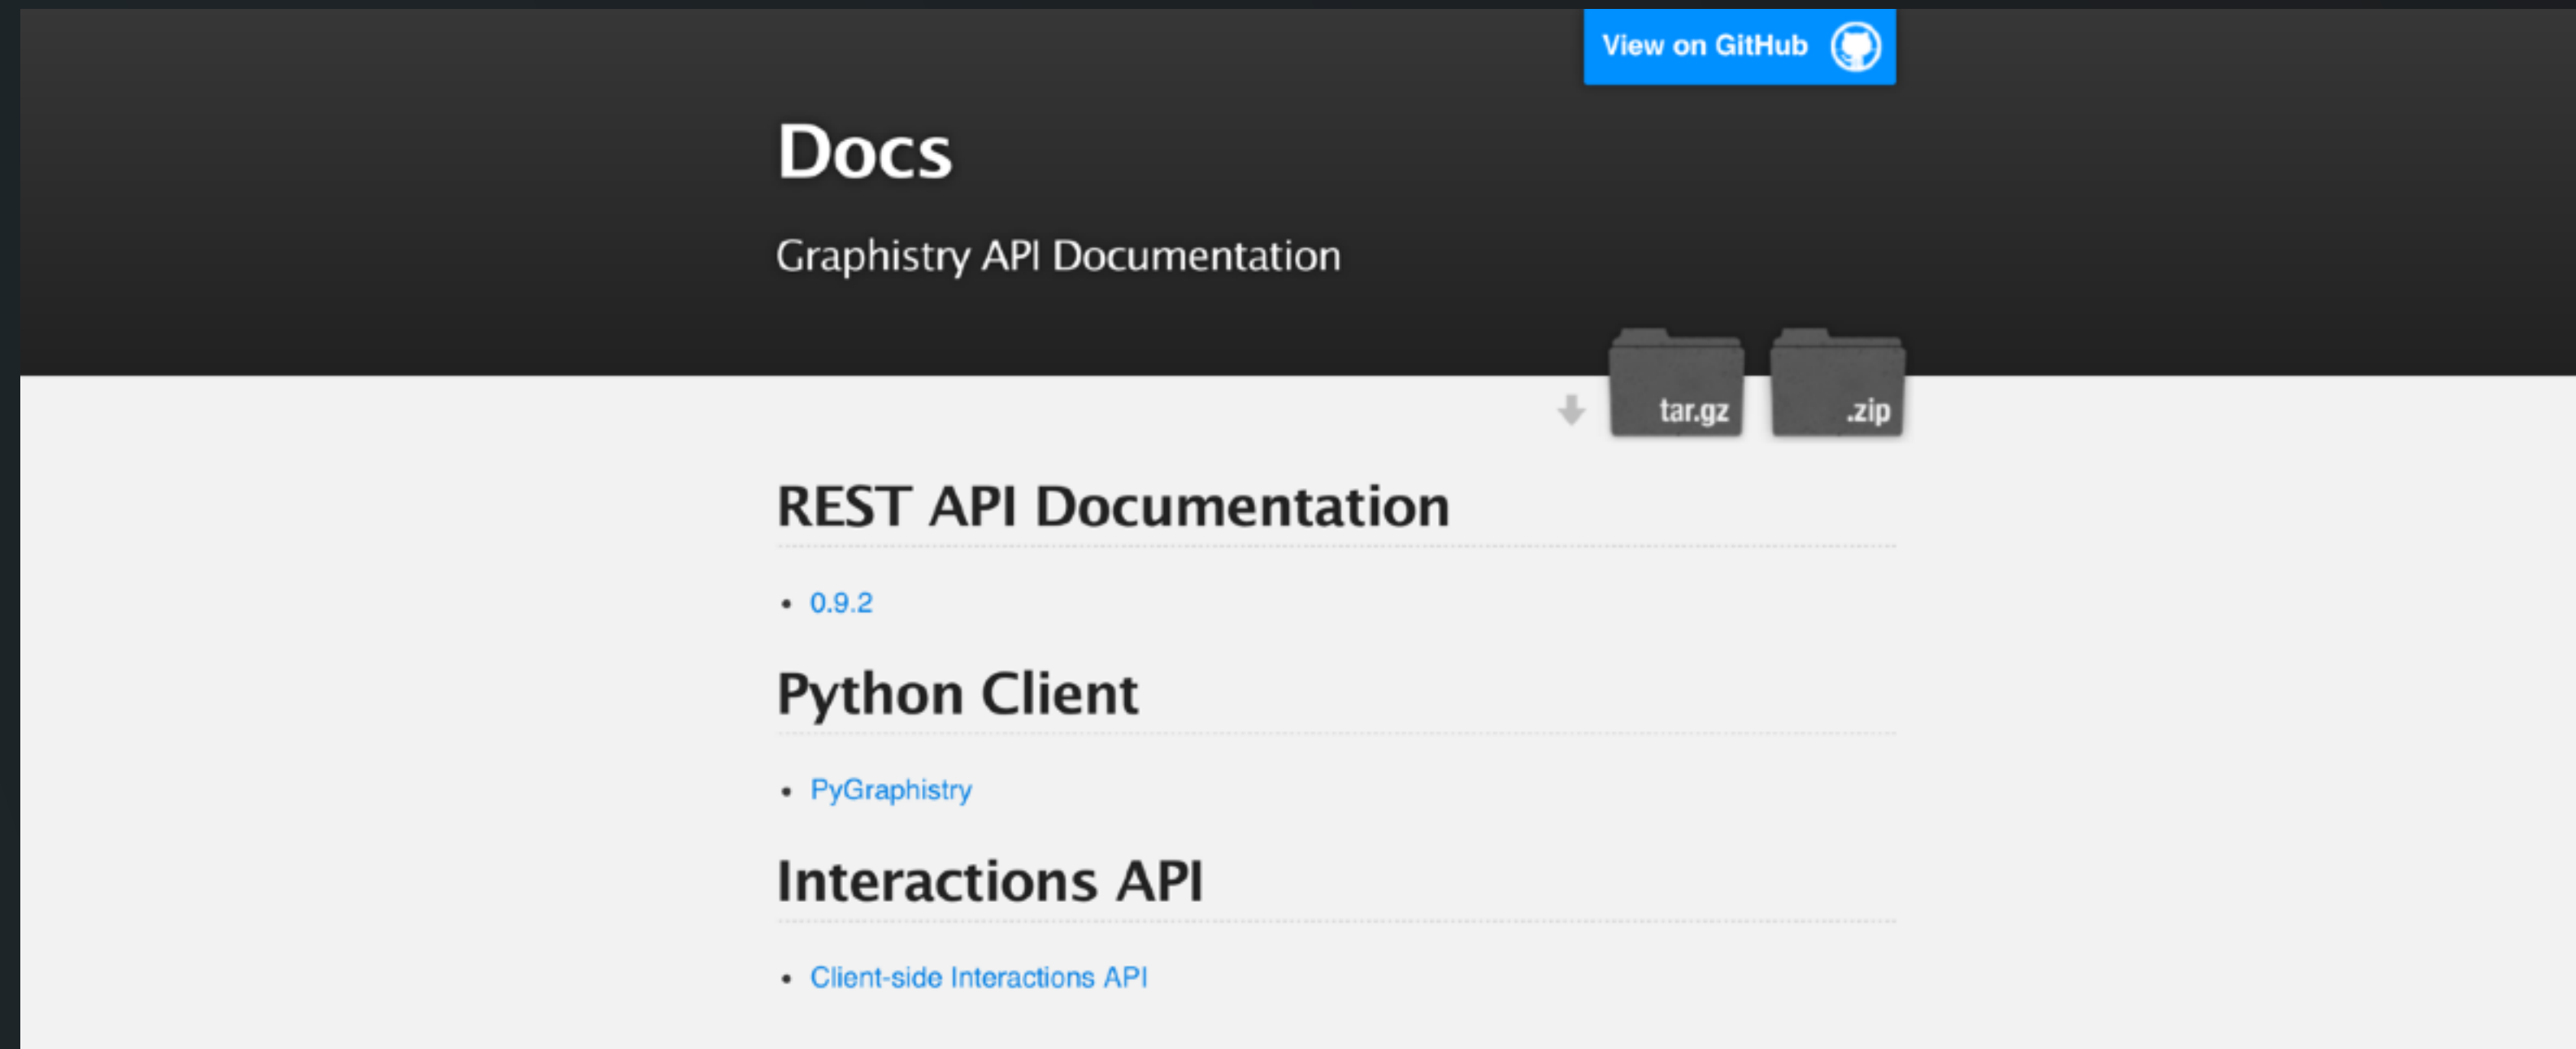 View on GitHub
Docs
Graphistry API Documentation
tar.gz
.zip
REST API Documentation
0.9.2
Python Client
PyGraphistry
Interactions API
Client-side Interactions API